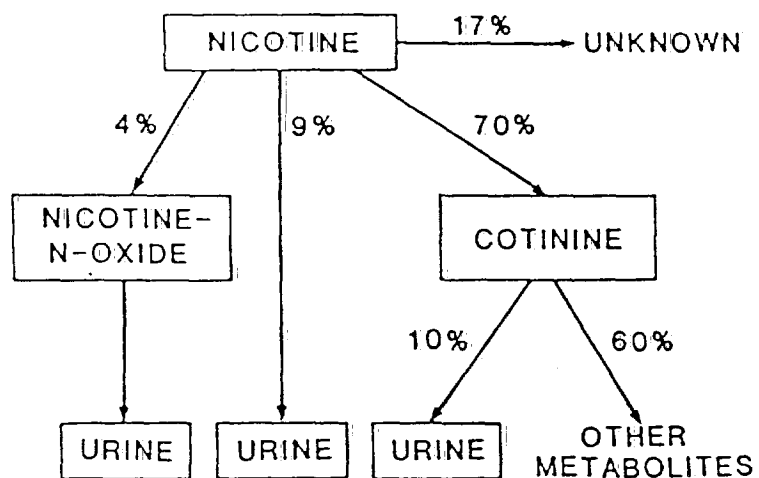 NICOTINE
17%
UNKNOWN
4%
9%
70%
NICOTINE-
N-OXIDE
COTININE
10%
60%
URINE
URINE
URINE
OTHER
METABOLITES